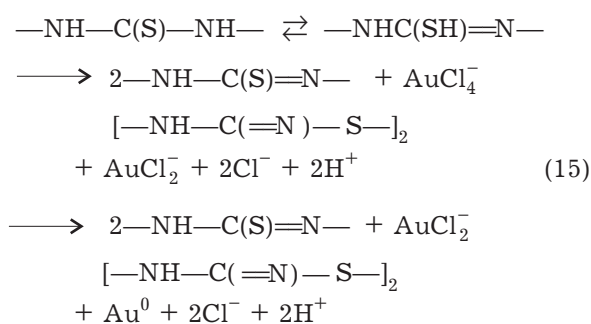 —NH—C(S)—NH— ⇄ —NHC(SH)=N—
⟶ 2—NH—C(S)=N— + AuCl₄⁻
[—NH—C(=N)—S—]₂
+ AuCl₂⁻ + 2Cl⁻ + 2H⁺ (15)
⟶ 2—NH—C(S)=N— + AuCl₂⁻
[—NH—C(=N)—S—]₂
+ Au⁰ + 2Cl⁻ + 2H⁺